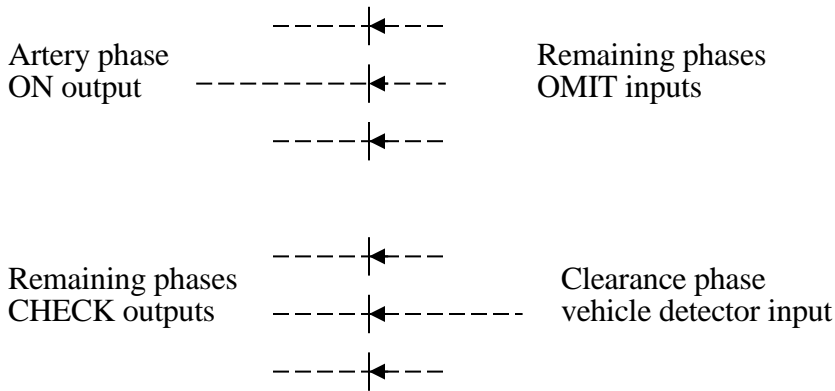 Artery phase
ON output
Remaining phases
OMIT inputs
Remaining phases
CHECK outputs
Clearance phase
vehicle detector input